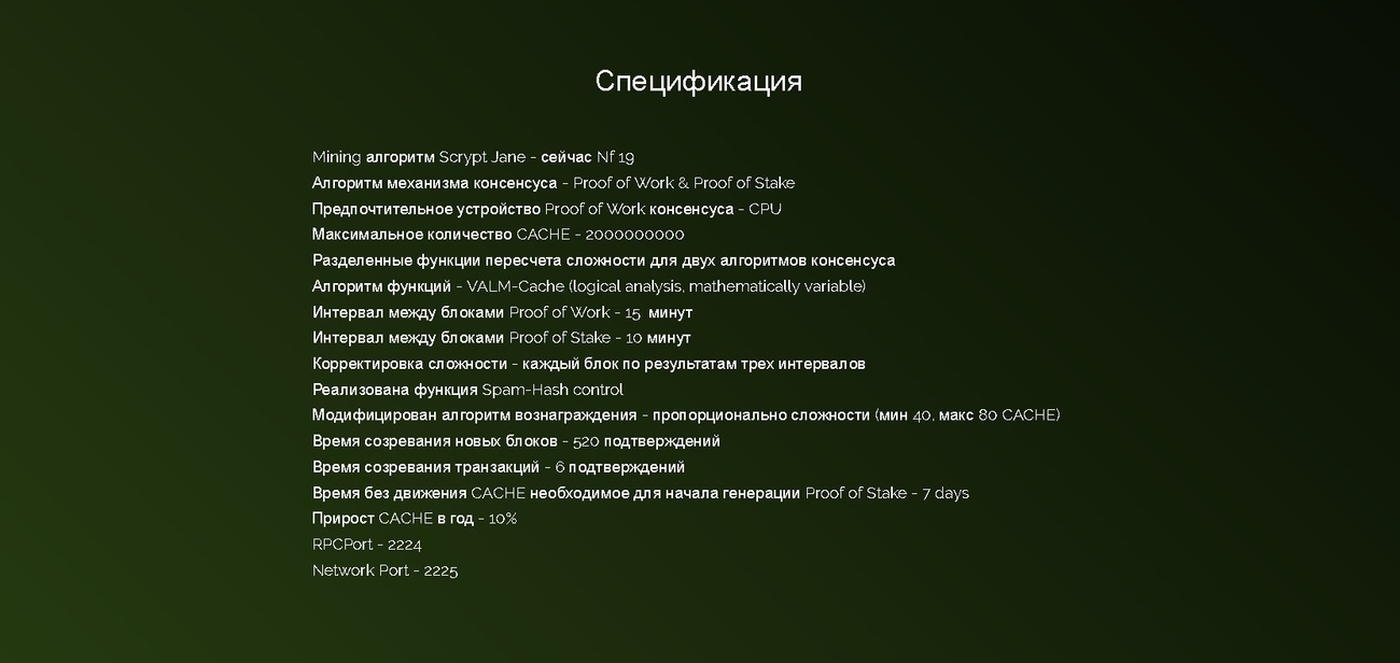 Спецификация
Mining алгоритм Scrypt Jane - сейчас Nf 19
Алгоритм механизма консенсуса - Proof of Work & Proof of Stake
Предпочтительное устройство Proof of Work консенсуса - CPU
Максимальное количество CACHE - 2000000000
Разделенные функции пересчета сложности для двух алгоритмов консенсуса
Алгоритм функций - VALM-Cache (logical analysis, mathematically variable)
Интервал между блоками Proof of Work - 15 минут
Интервал между блоками Proof of Stake - 10 минут
Корректировка сложности - каждый блок по результатам трех интервалов
Реализована функция Spam-Hash control
Модифицирован алгоритм вознаграждения - пропорционально сложности (мин 40, макс 80 CACHE)
Время созревания новых блоков - 520 подтверждений
Время созревания транзакций - 6 подтверждений
Время без движения CACHE необходимое для начала генерации Proof of Stake - 7 days
Прирост CACHE в год - 10%
RPCPort - 2224
Network Port - 2225